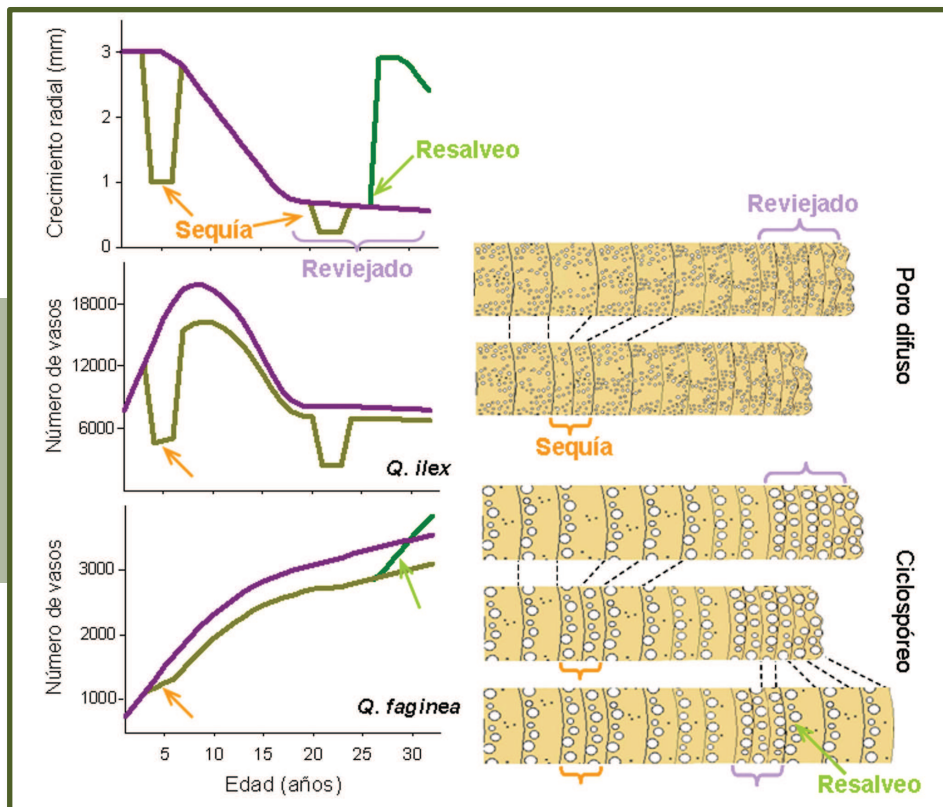 Crecimiento radial (mm)
3
2
1
0
Resalveo
Sequía
Reviejado
Número de vasos
18000
12000
6000
Q. ilex
Número de vasos
3000
2000
1000
Q. faginea
5
10
15
20
25
30
Edad (años)
Reviejado
Poro difuso
Sequía
Ciclospóreo
Resalveo